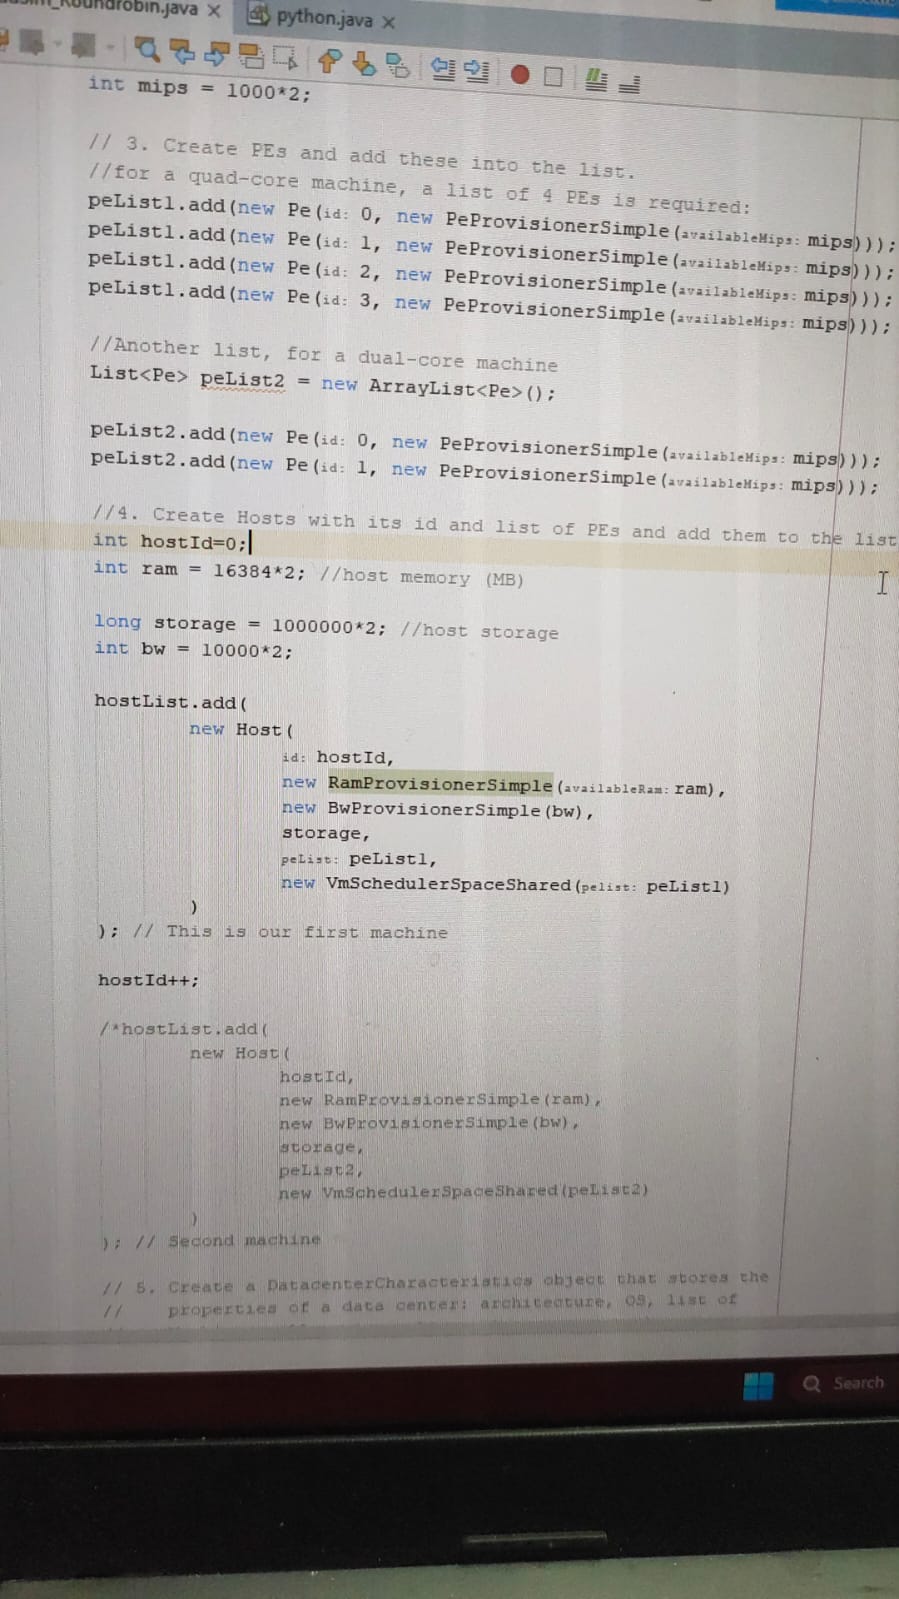 Roundrobin.java
python.java
int mips = 1000*2;
// 3. Create PEs and add these into the list.
//for a quad-core machine, a list of 4 PEs is required:
peList1.add(new Pe(id: 0, new PeProvisionerSimple(availableMips: mips)));
peList1.add(new Pe(id: 1, new PeProvisionerSimple(availableMips: mips)));
peList1.add(new Pe(id: 2, new PeProvisionerSimple(availableMips: mips)));
peList1.add(new Pe(id: 3, new PeProvisionerSimple(availableMips: mips)));
//Another list, for a dual-core machine
List<Pe> peList2 = new ArrayList<Pe>();
peList2.add(new Pe(id: 0, new PeProvisionerSimple(availableMips: mips)));
peList2.add(new Pe(id: 1, new PeProvisionerSimple(availableMips: mips)));
//4. Create Hosts with its id and list of PEs and add them to the list
int hostId=0;
int ram = 16384*2; //host memory (MB)
long storage = 1000000*2; //host storage
int bw = 10000*2;
hostList.add(
new Host(
id: hostId,
new RamProvisionerSimple(availableRam: ram),
new BwProvisionerSimple(bw),
storage,
peList: peList1,
new VmSchedulerSpaceShared(pelist: peList1)
)
); // This is our first machine
hostId++;
/*hostList.add(
new Host(
hostId,
new RamProvisionerSimple(ram),
new BwProvisionerSimple(bw),
storage,
peList2,
new VmSchedulerSpaceShared(peList2)
)
); // Second machine
// 5. Create a DatacenterCharacteristics object that stores the
// properties of a data center: architecture, OS, list of
Search